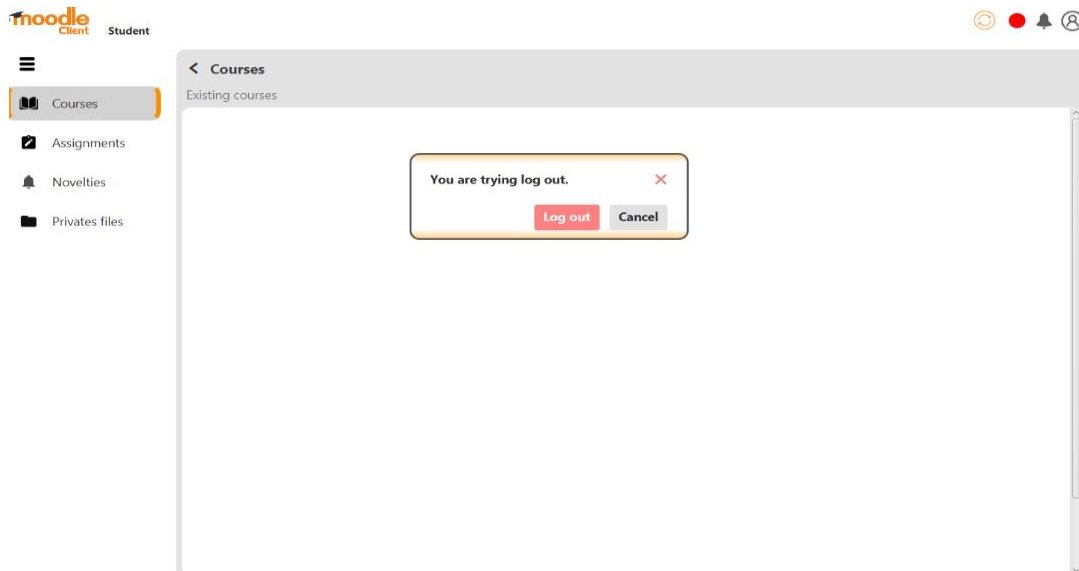 moodle
Client
Student
Courses
Existing courses
Courses
Assignments
Novelties
Privates files
You are trying log out.
Log out
Cancel